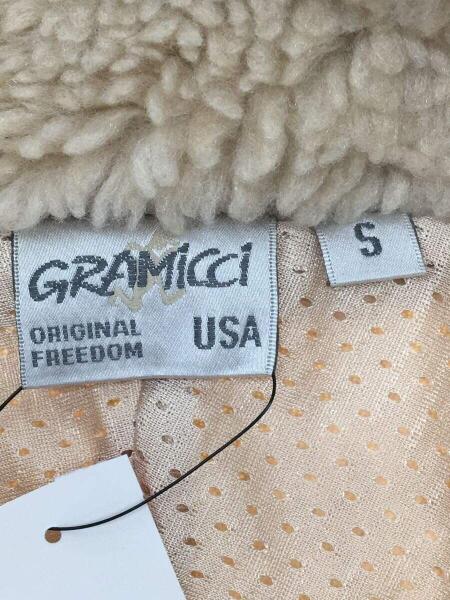 GRAMiCCi
ORIGINAL
FREEDOM
USA
S